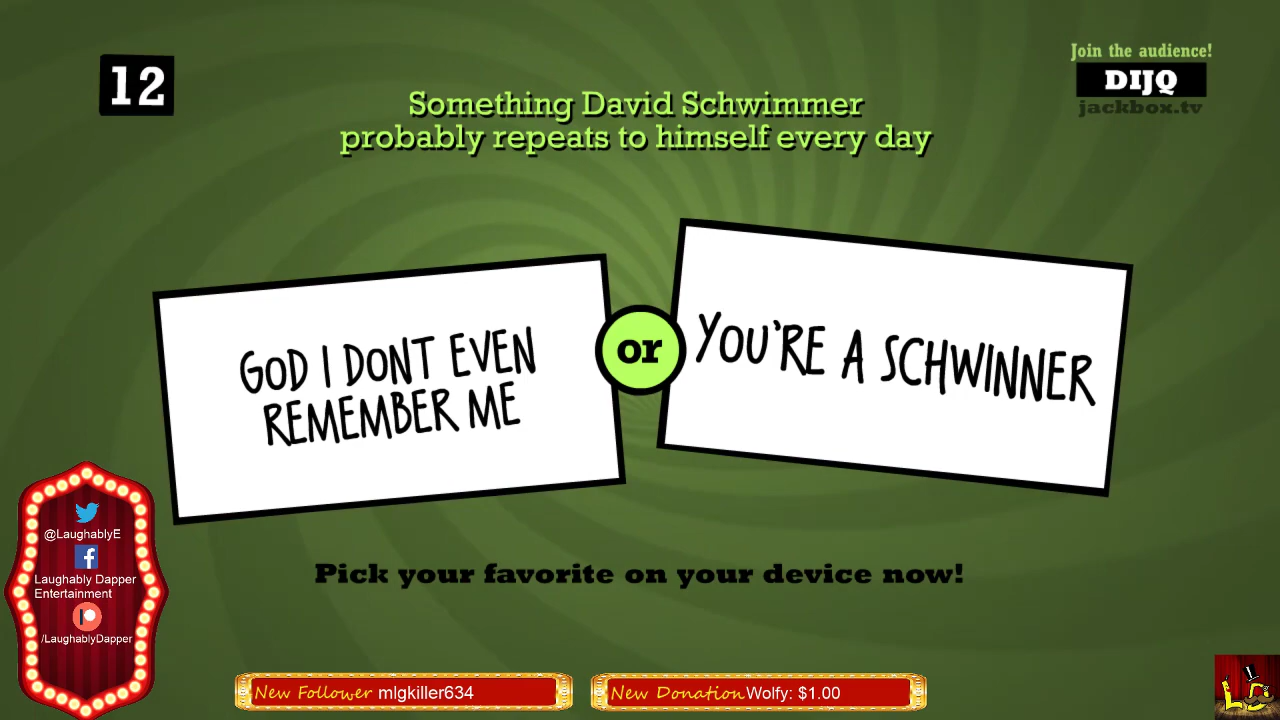 12
Join the audience!
DIJQ
jackbox.tv
Something David Schwimmer
probably repeats to himself every day
GOD I DONT EVEN
REMEMBER ME
or
YOU'RE A SCHWINNER
Pick your favorite on your device now!
@LaughablyE
Laughably Dapper
Entertainment
/LaughablyDapper
New Follower mlgkiller634
New Donation Wolfy: $1.00
LD